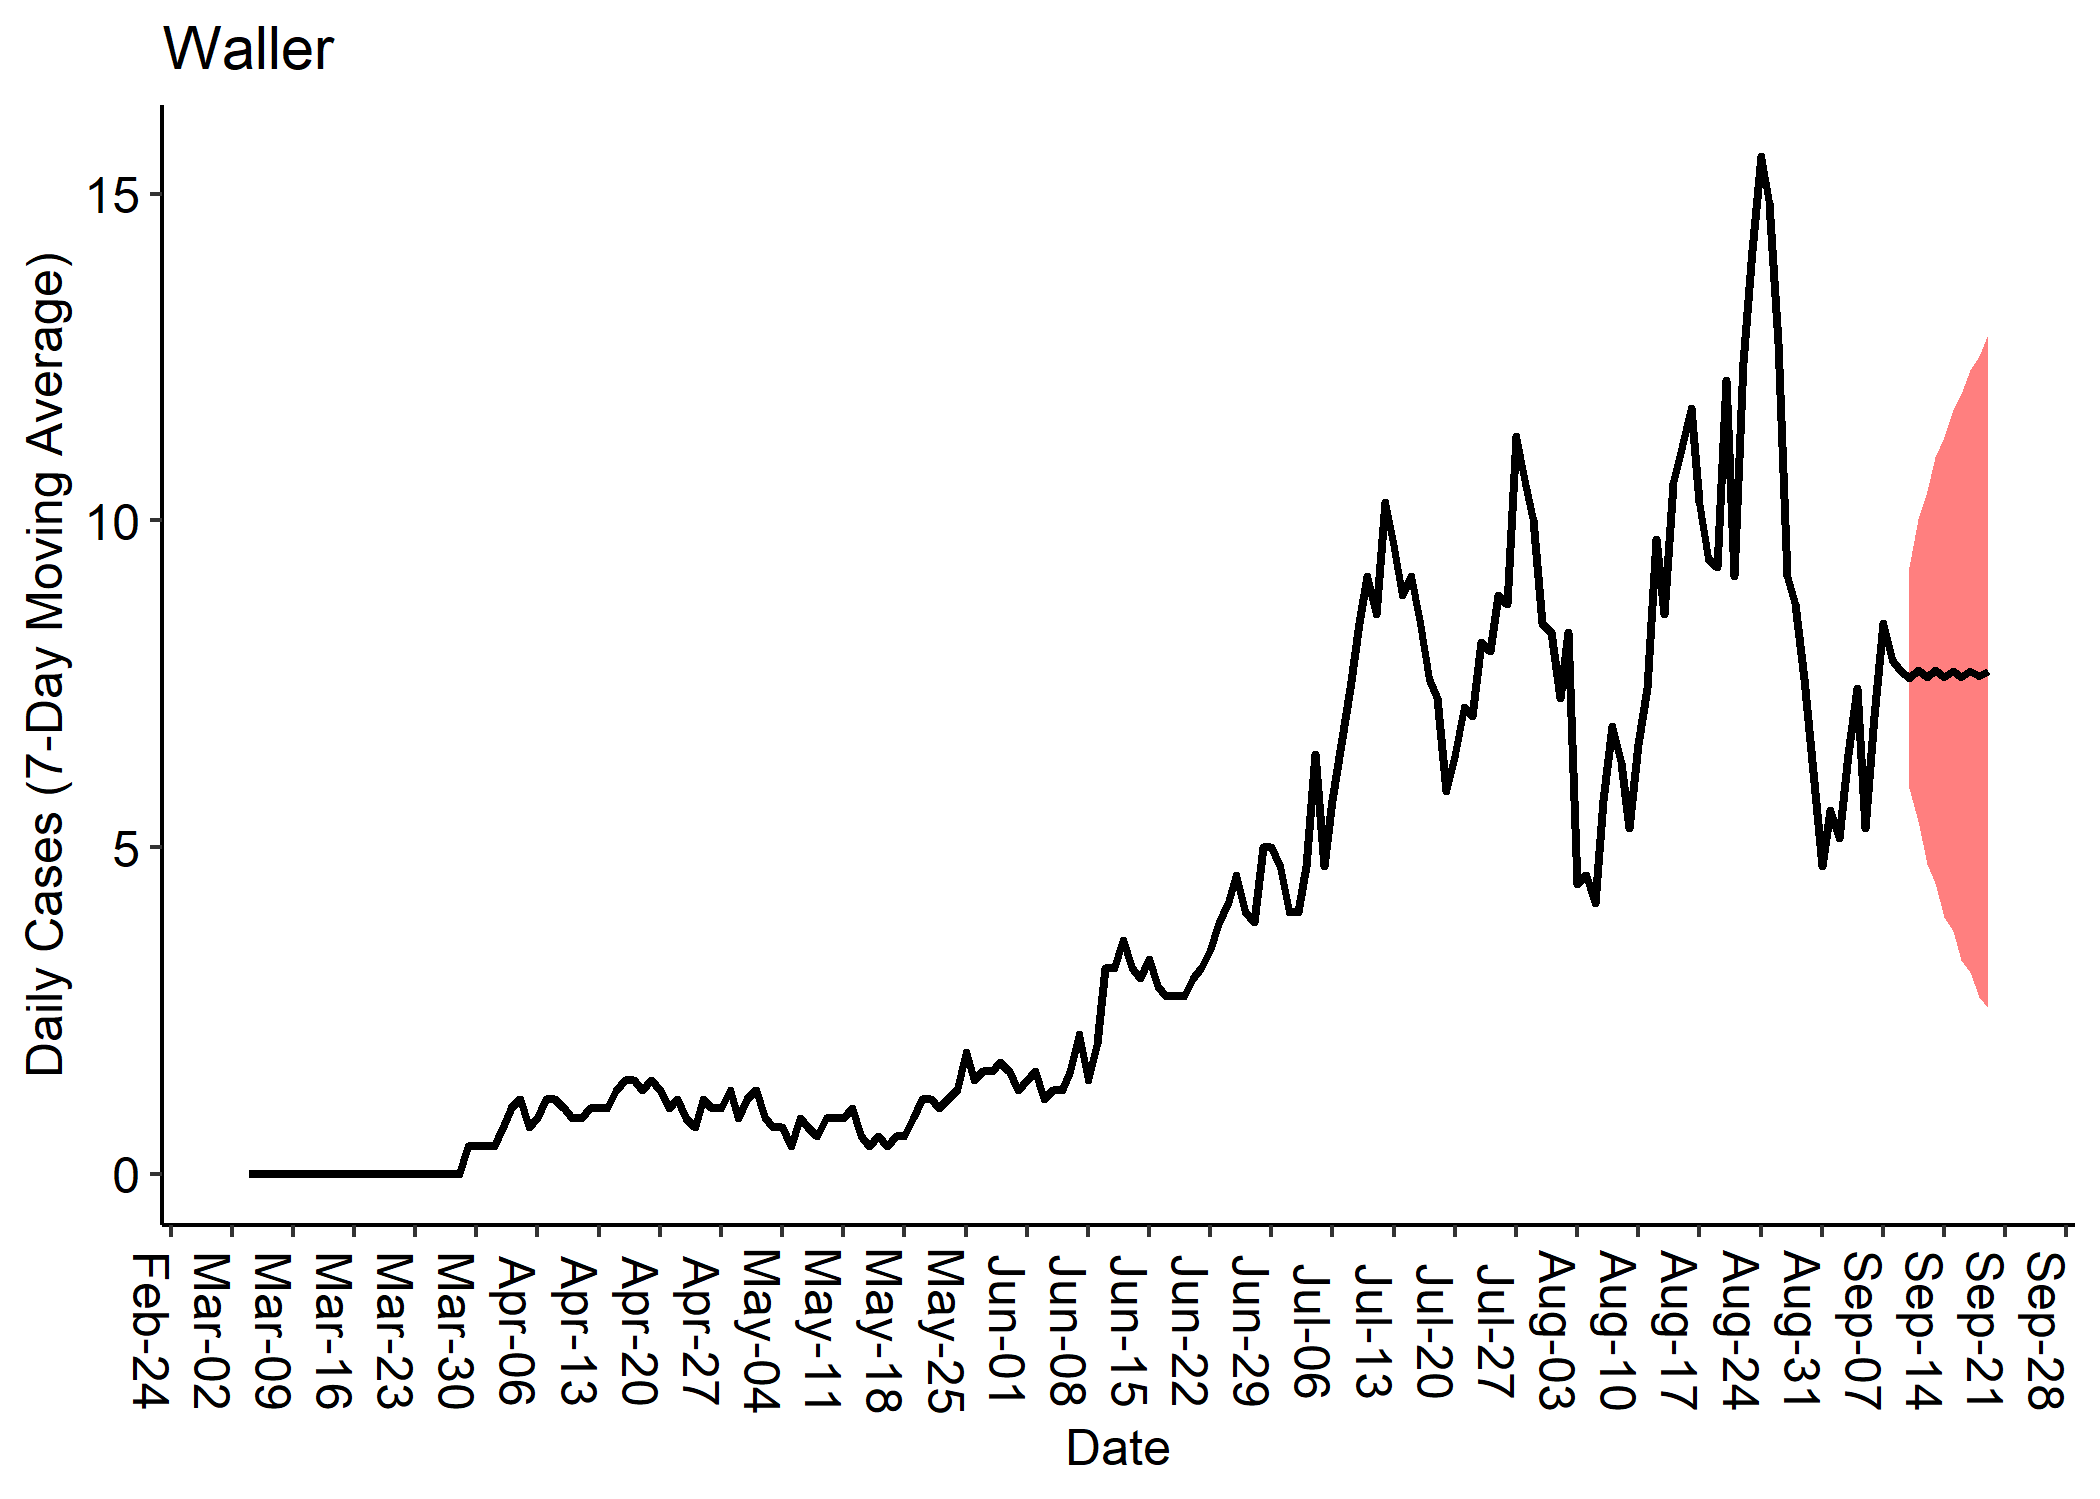 Waller
Daily Cases (7-Day Moving Average)
15
10
5
0
Feb-24
Mar-02
Mar-09
Mar-16
Mar-23
Mar-30
Apr-06
Apr-13
Apr-20
Apr-27
May-04
May-11
May-18
May-25
Jun-01
Jun-08
Jun-15
Jun-22
Jun-29
Jul-06
Jul-13
Jul-20
Jul-27
Aug-03
Aug-10
Aug-17
Aug-24
Aug-31
Sep-07
Sep-14
Sep-21
Sep-28
Date